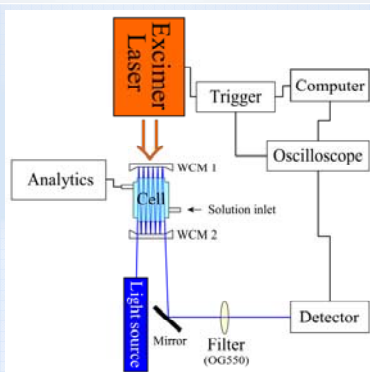 Excimer
Laser
Trigger
Computer
Oscilloscope
WCM 1
Analytics
Cell
Solution inlet
WCM 2
Light source
Mirror
Filter
(OG550)
Detector